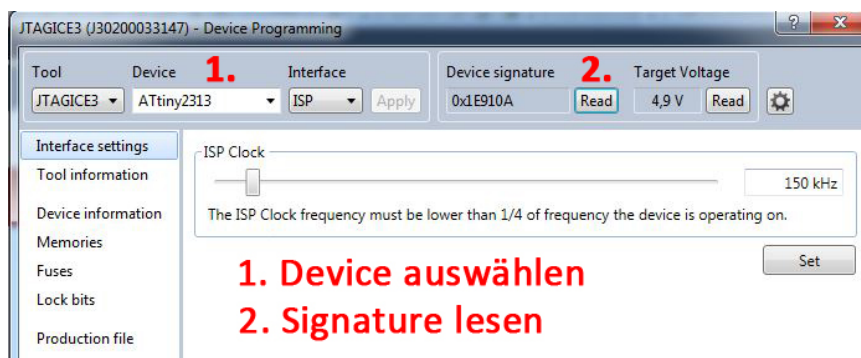 JTAGICE3 (J30200033147) - Device Programming
Tool Device 1. Interface Device signature 2. Target Voltage
JTAGICE3 ATtiny2313 ISP Apply 0x1E910A Read 4,9 V Read
Interface settings
Tool information
Device information
Memories
Fuses
Lock bits
Production file
ISP Clock
150 kHz
The ISP Clock frequency must be lower than 1/4 of frequency the device is operating on.
Set
1. Device auswählen
2. Signature lesen